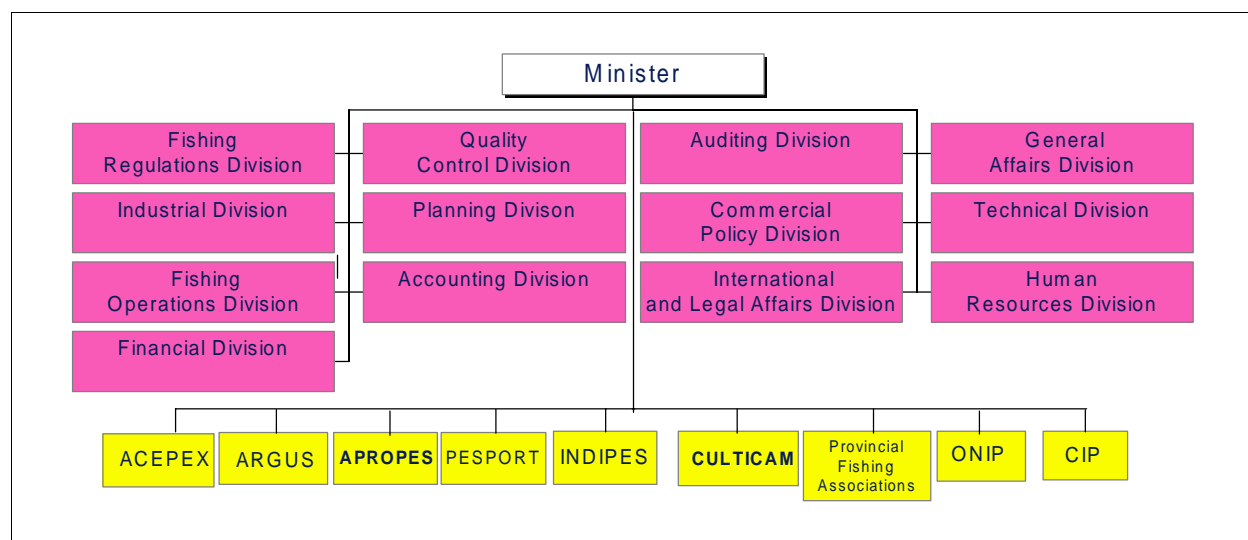 Minister
Fishing
Regulations Division
Quality
Control Division
Auditing Division
General
Affairs Division
Industrial Division
Planning Divison
Commercial
Policy Division
Technical Division
Fishing
Operations Division
Accounting Division
International
and Legal Affairs Division
Human
Resources Division
Financial Division
ACEPEX
ARGUS
APROPES
PESPORT
INDIPES
CULTICAM
Provincial
Fishing
Associations
ONIP
CIP